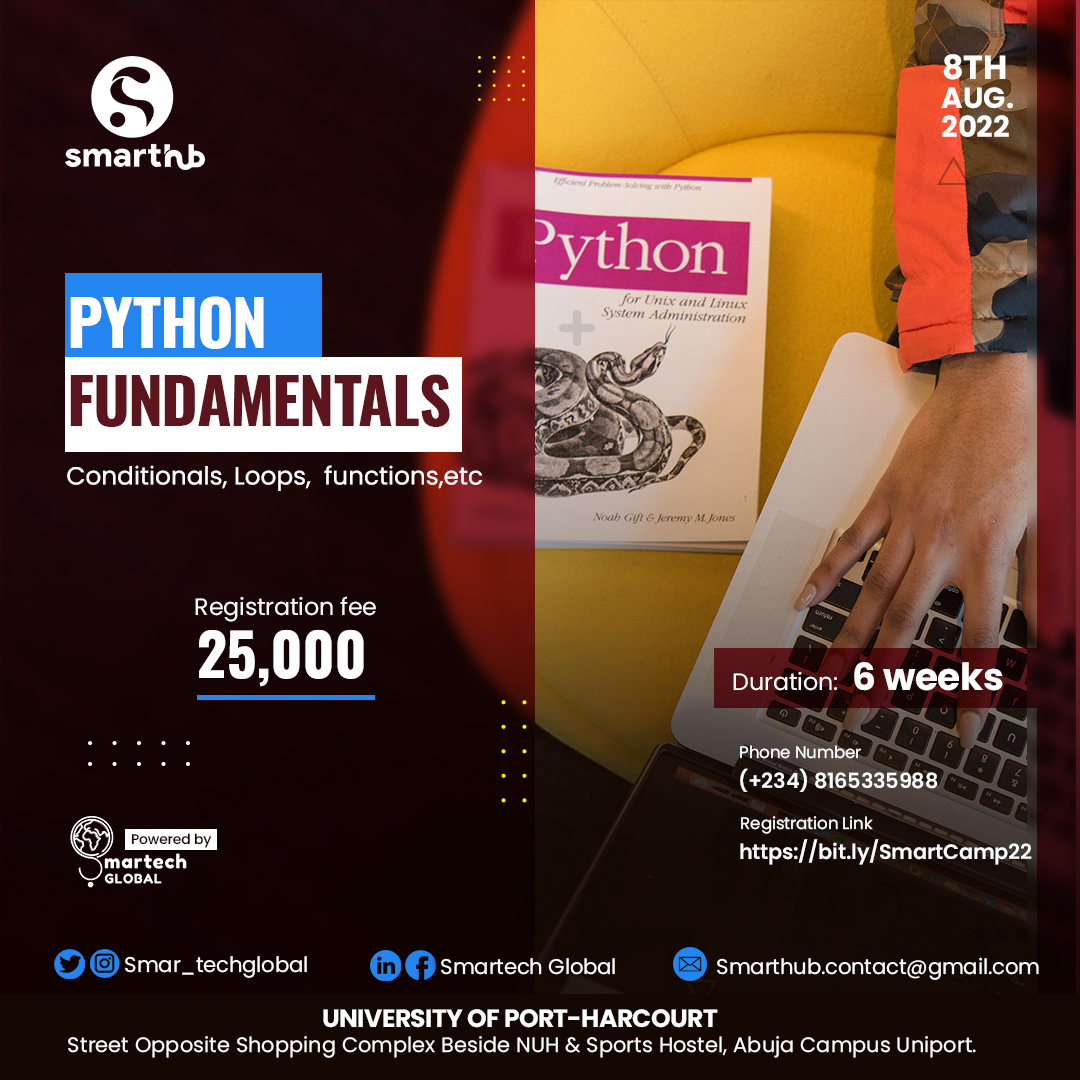 smarthub
8TH
AUG.
2022
Efficient Problem-Solving with Python
Python
for Unix and Linux
System Administration
Noah Gift & Jeremy M. Jones
PYTHON
FUNDAMENTALS
Conditionals, Loops, functions,etc
Registration fee
25,000
Duration: 6 weeks
Phone Number
(+234) 8165335988
Registration Link
https://bit.ly/SmartCamp22
Powered by
Smartech
GLOBAL
Smar_techglobal
Smartech Global
Smarthub.contact@gmail.com
UNIVERSITY OF PORT-HARCOURT
Street Opposite Shopping Complex Beside NUH & Sports Hostel, Abuja Campus Uniport.